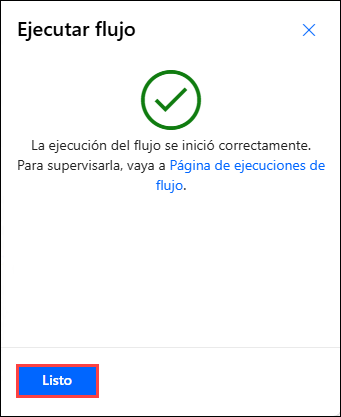 Ejecutar flujo
La ejecución del flujo se inició correctamente.
Para supervisarla, vaya a Página de ejecuciones de
flujo.
Listo